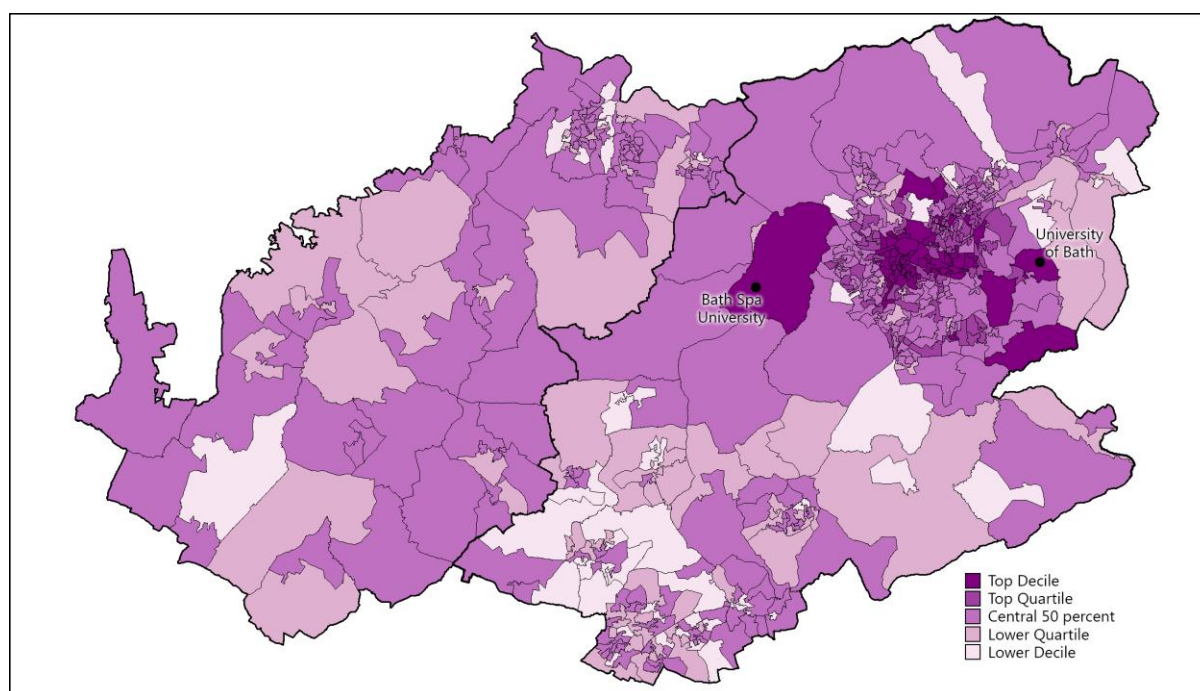 University
of Bath
Bath Spa
University
Top Decile
Top Quartile
Central 50 percent
Lower Quartile
Lower Decile